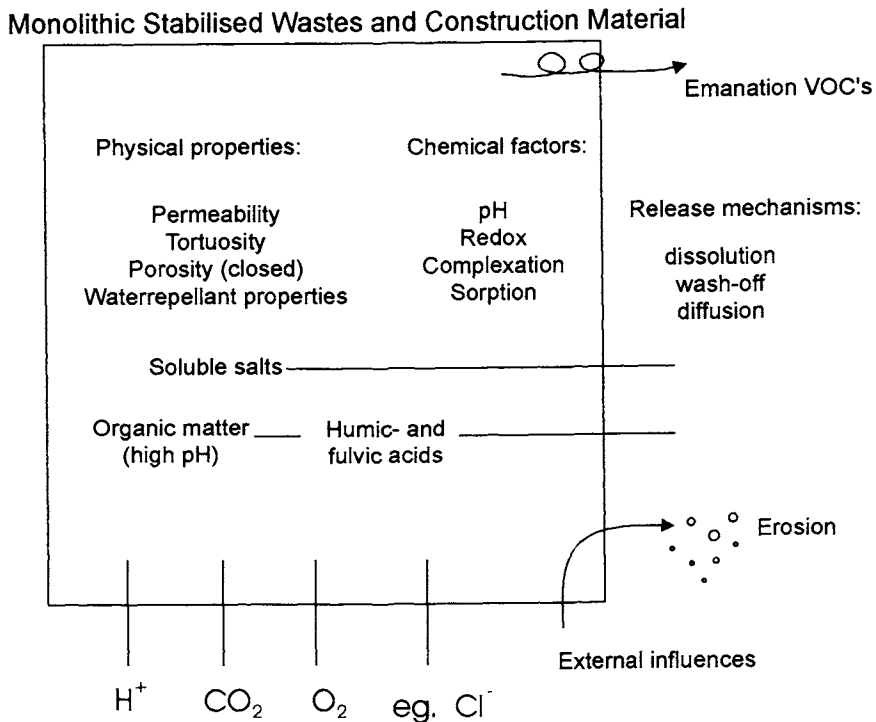 Monolithic Stabilised Wastes and Construction Material
Emanation VOC's
Physical properties:
Chemical factors:
Permeability
Tortuosity
Porosity (closed)
Waterrepellant properties
pH
Redox
Complexation
Sorption
Release mechanisms:
dissolution
wash-off
diffusion
Soluble salts
Organic matter
(high pH)
Humic- and
fulvic acids
Erosion
External influences
H⁺
CO₂
O₂
eg. Cl⁻